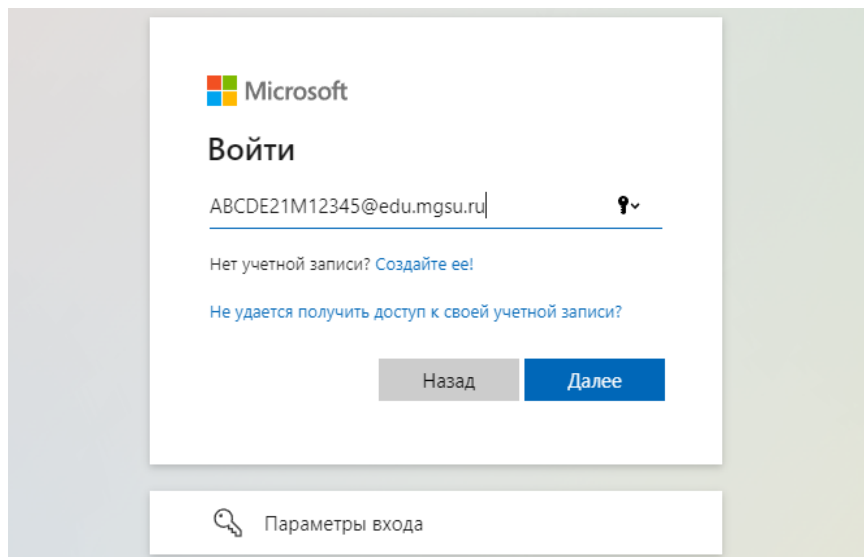 Microsoft
Войти
ABCDE21M12345@edu.mgsu.ru
Нет учетной записи? Создайте ее!
Не удается получить доступ к своей учетной записи?
Назад Далее
Параметры входа